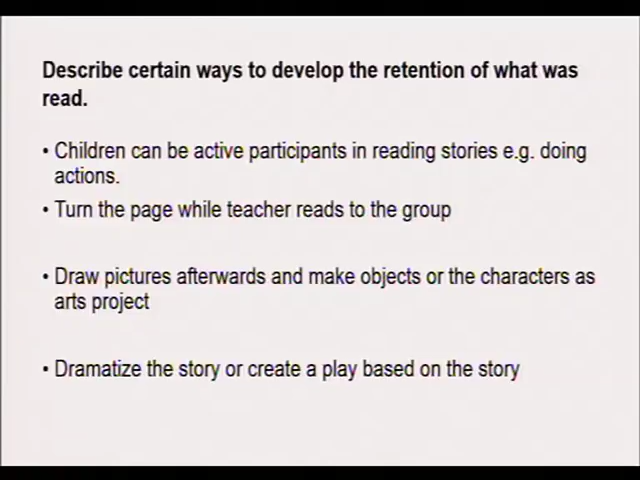 Describe certain ways to develop the retention of what was
read.
• Children can be active participants in reading stories e.g. doing
actions.
• Turn the page while teacher reads to the group
• Draw pictures afterwards and make objects or the characters as
arts project
• Dramatize the story or create a play based on the story